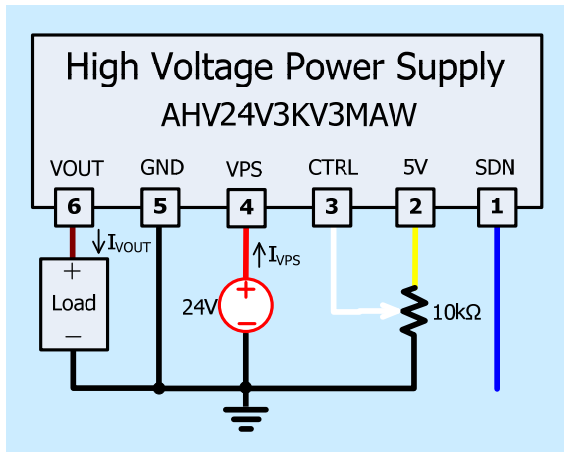 High Voltage Power Supply
AHV24V3KV3MAW
VOUT GND VPS CTRL 5V SDN
6 5 4 3 2 1
IVOUT
IVPS
+
Load
−
+
24V
−
10kΩ